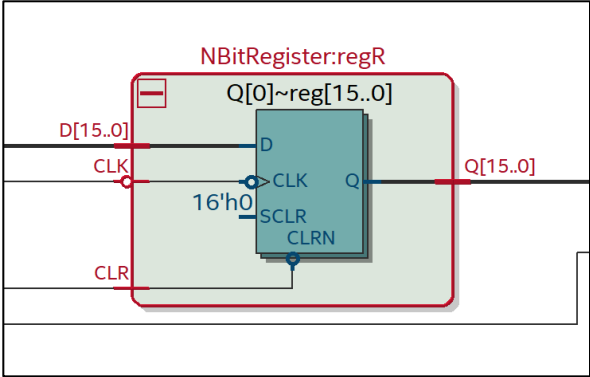 NBitRegister:regR
Q[0]~reg[15..0]
D[15..0]
D
CLK
CLK
Q
Q[15..0]
16'h0
SCLR
CLRN
CLR